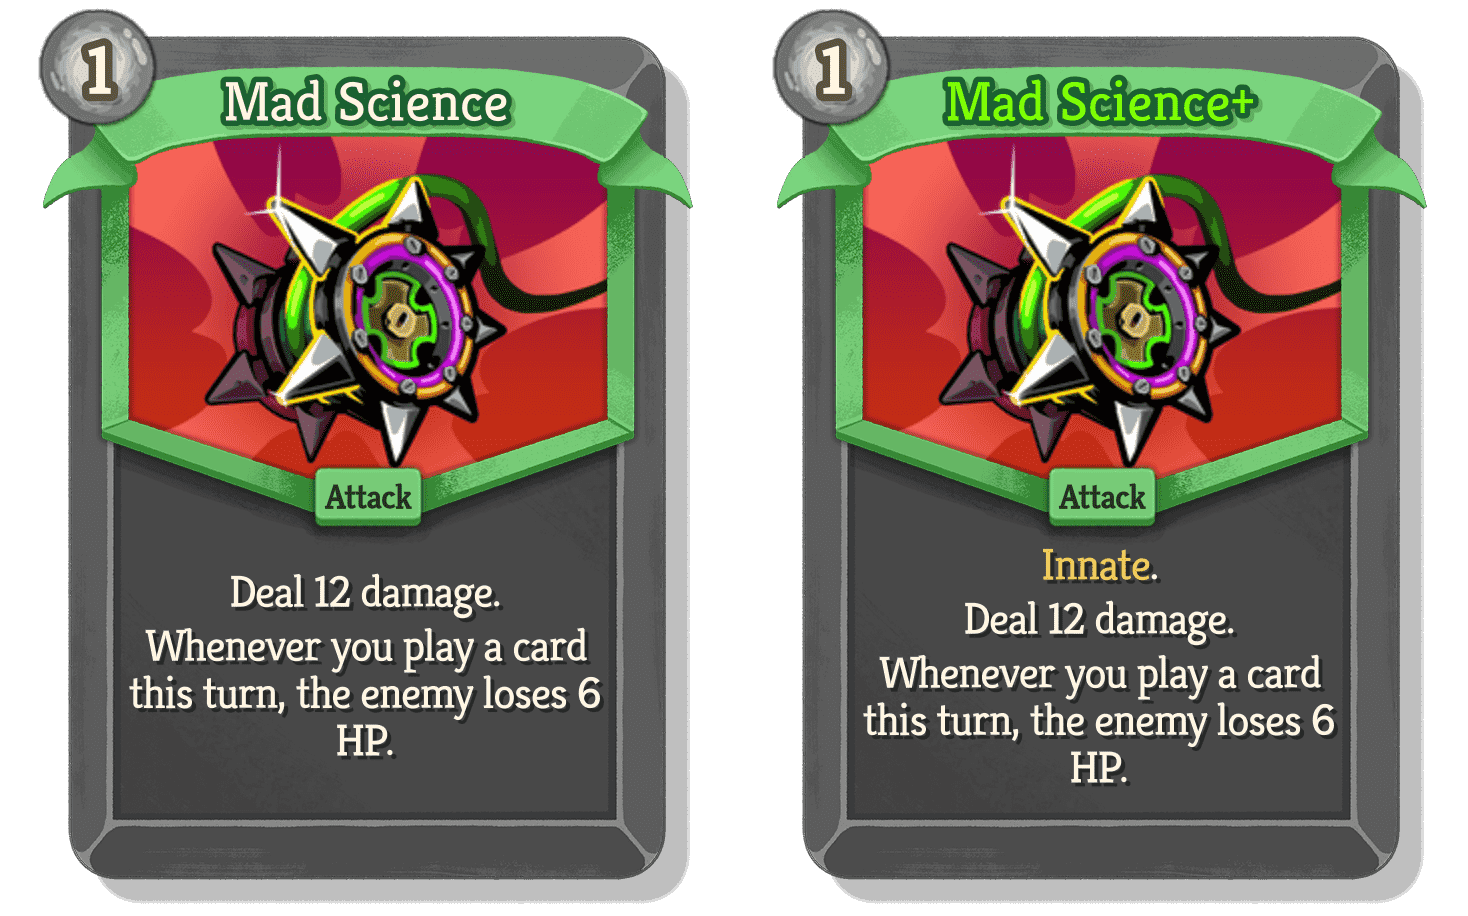 1
Mad Science
Attack
Deal 12 damage.
Whenever you play a card
this turn, the enemy loses 6
HP.
1
Mad Science+
Attack
Innate.
Deal 12 damage.
Whenever you play a card
this turn, the enemy loses 6
HP.